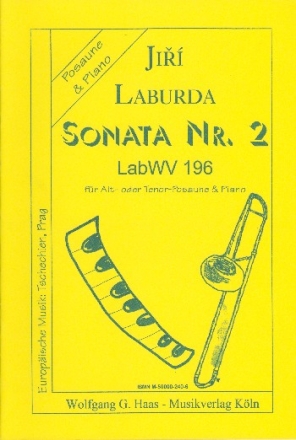 Posaune
& Piano
JIŘÍ
LABURDA
SONATA NR. 2
LabWV 196
für Alt- oder Tenor-Posaune & Piano
Europäische Musik: Tschechien, Prag
Wolfgang G. Haas - Musikverlag Köln